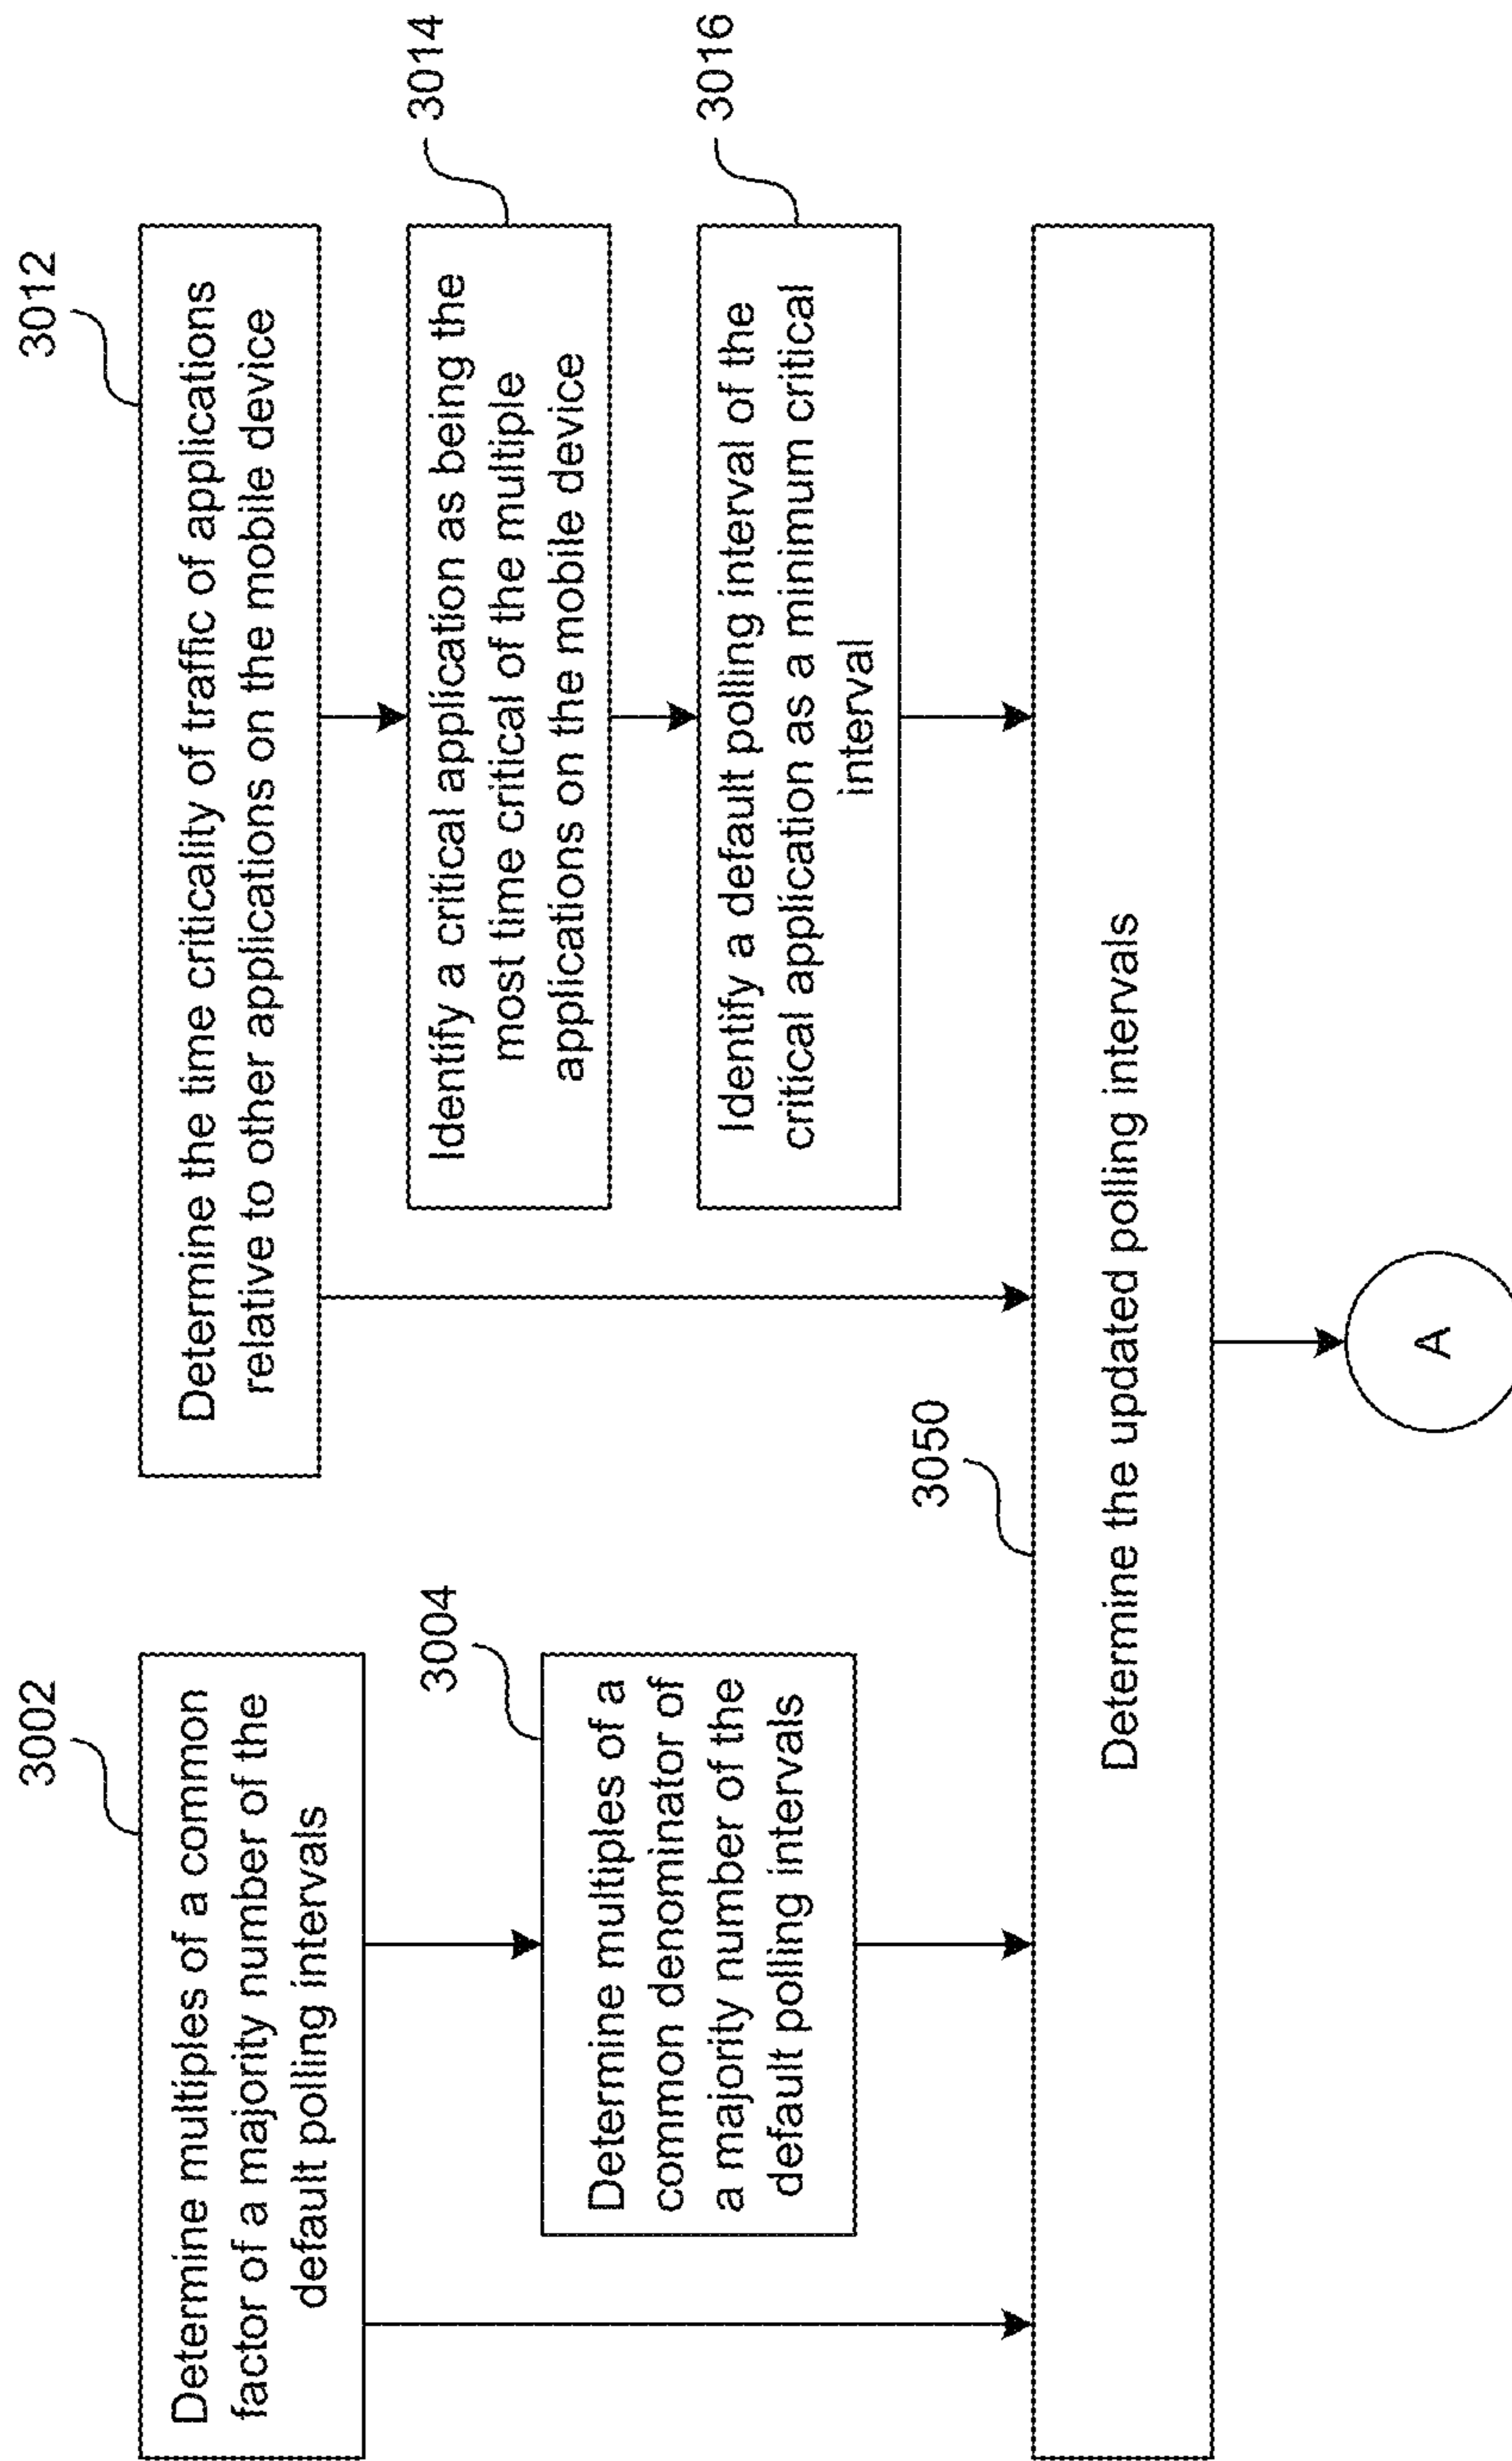 3002
Determine multiples of a common
factor of a majority number of the
default polling intervals
3004
Determine multiples of a
common denominator of
a majority number of the
default polling intervals
3012
Determine the time criticality of traffic of applications
relative to other applications on the mobile device
3014
Identify a critical application as being the
most time critical of the multiple
applications on the mobile device
3016
Identify a default polling interval of the
critical application as a minimum critical
interval
3050
Determine the updated polling intervals
A